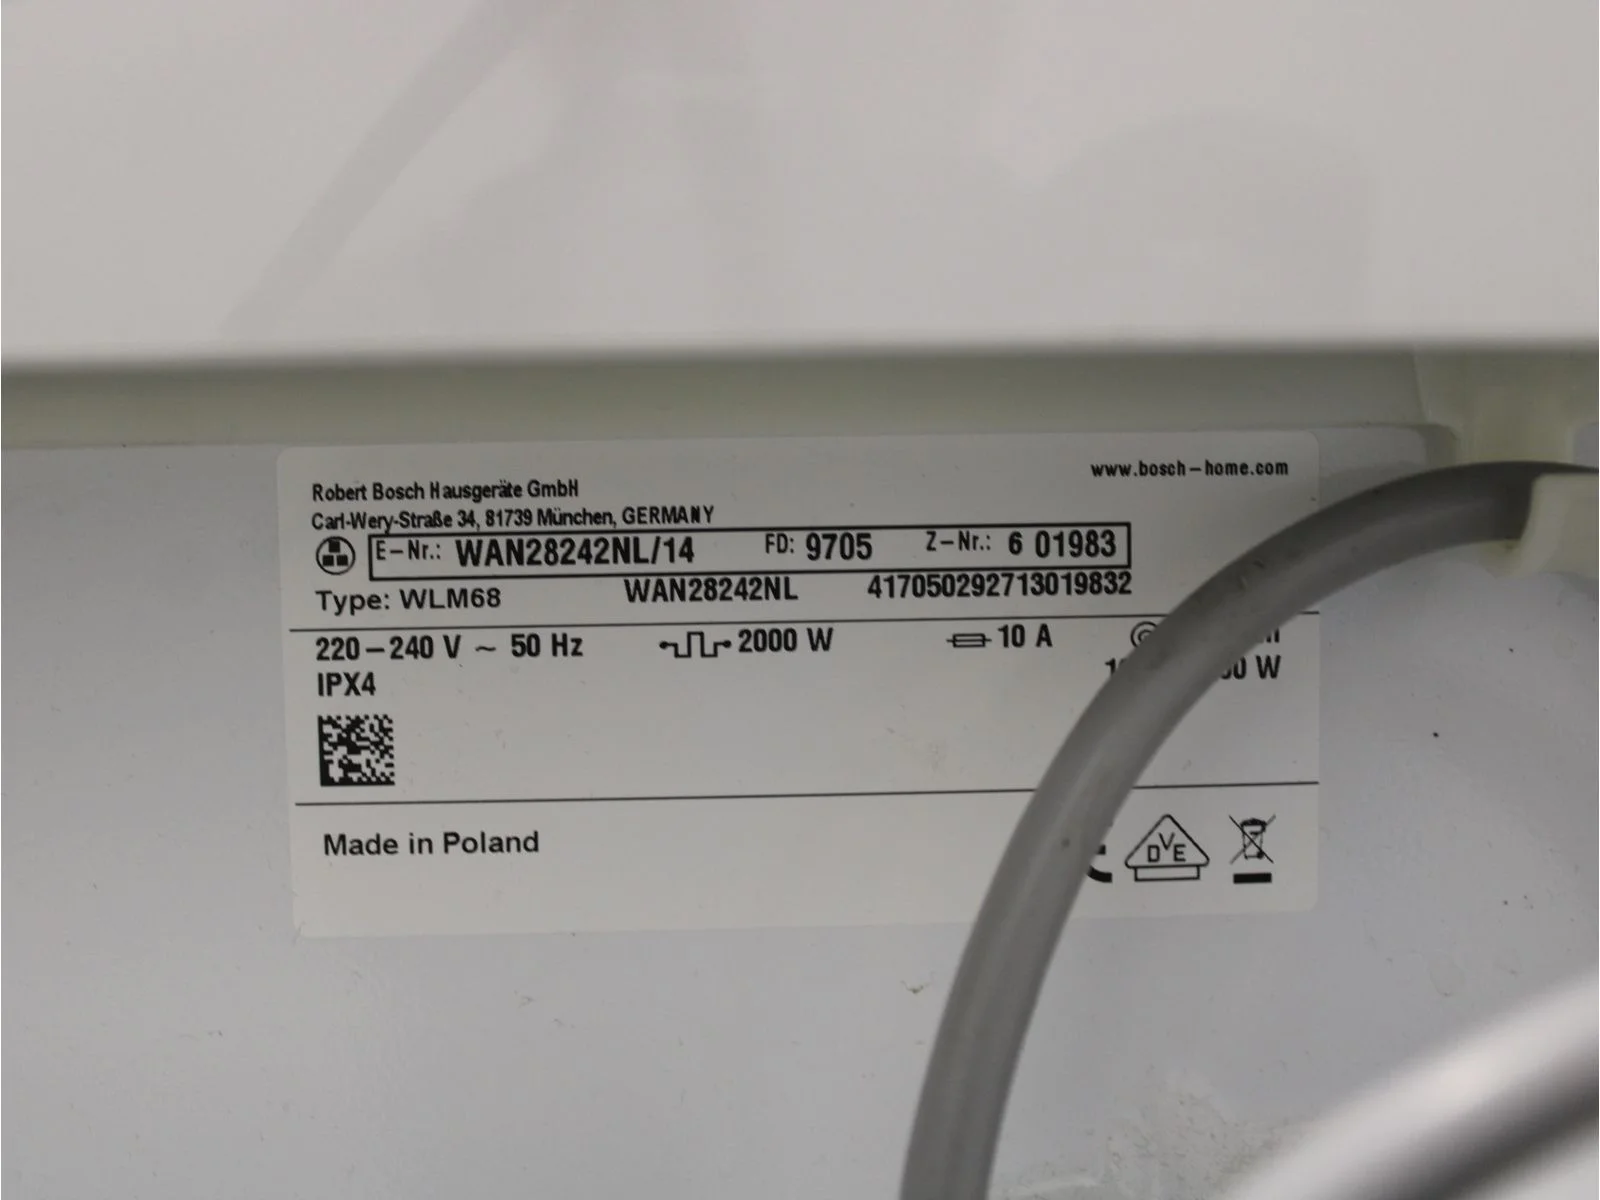 www.bosch-home.com
Robert Bosch Hausgeräte GmbH
Carl-Wery-Straße 34, 81739 München, GERMANY
E-Nr.: WAN28242NL/14 FD: 9705 Z-Nr.: 6 01983
Type: WLM68 WAN28242NL 417050292713019832
220-240 V ~ 50 Hz 2000 W 10 A
IPX4 W
Made in Poland
DVE